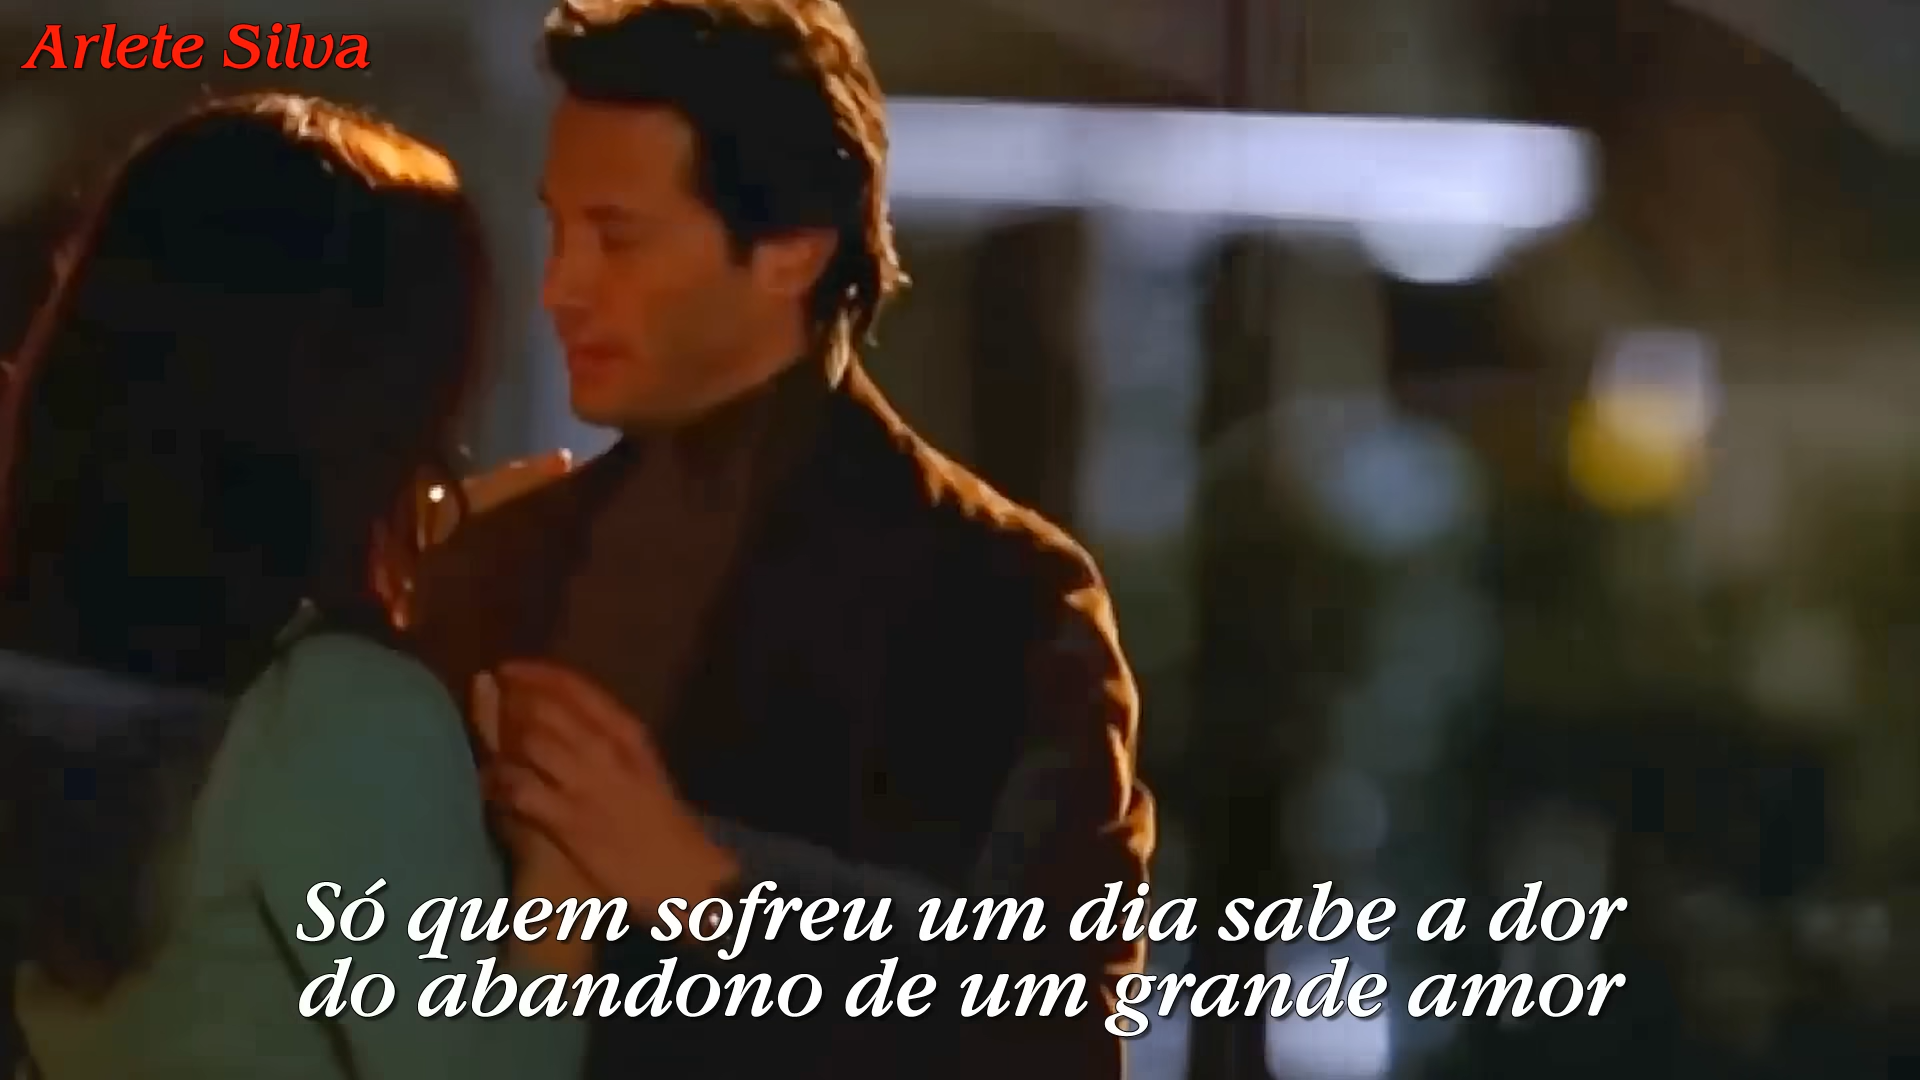 Arlete Silva
Só quem sofreu um dia sabe a dor
do abandono de um grande amor